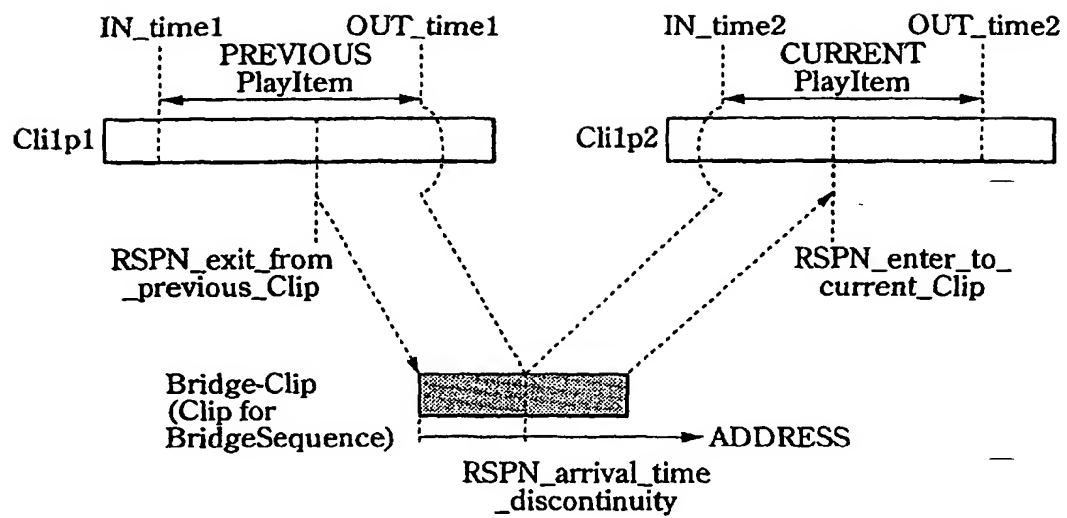 IN_time1
OUT_time1
IN_time2
OUT_time2
PREVIOUS
PlayItem
CURRENT
PlayItem
Cli1p1
Cli1p2
RSPN_exit_from
_previous_Clip
RSPN_enter_to_
current_Clip
Bridge-Clip
(Clip for
BridgeSequence)
ADDRESS
RSPN_arrival_time
_discontinuity